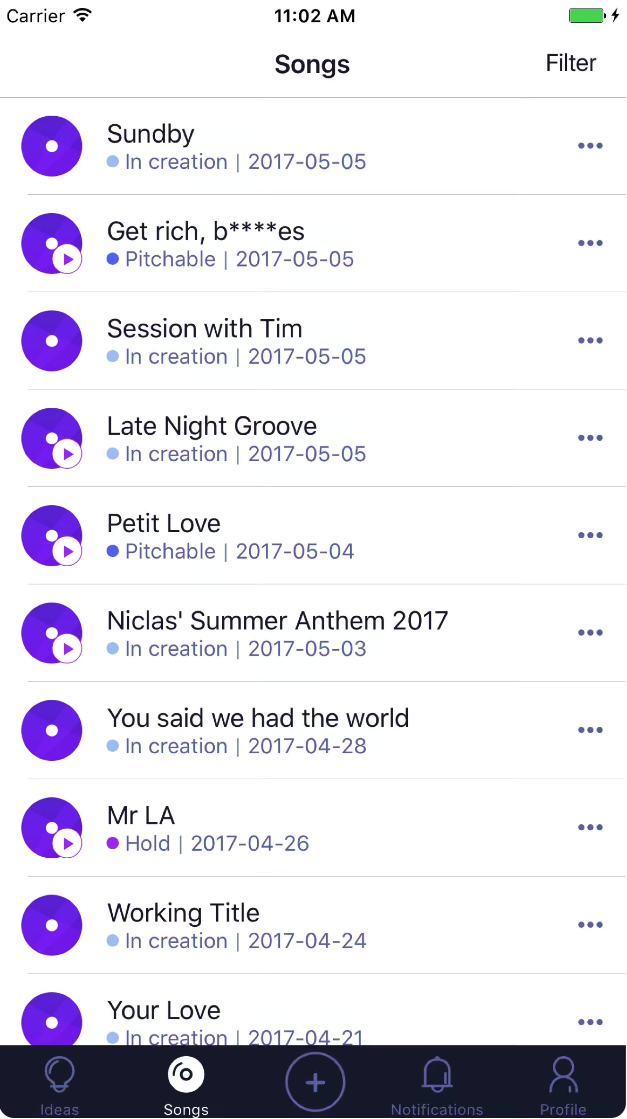 Carrier 11:02 AM
Songs Filter
Sundby
In creation | 2017-05-05
Get rich, b****es
Pitchable | 2017-05-05
Session with Tim
In creation | 2017-05-05
Late Night Groove
In creation | 2017-05-05
Petit Love
Pitchable | 2017-05-04
Niclas' Summer Anthem 2017
In creation | 2017-05-03
You said we had the world
In creation | 2017-04-28
Mr LA
Hold | 2017-04-26
Working Title
In creation | 2017-04-24
Your Love
In creation | 2017-04-21
Ideas Songs Notifications Profile